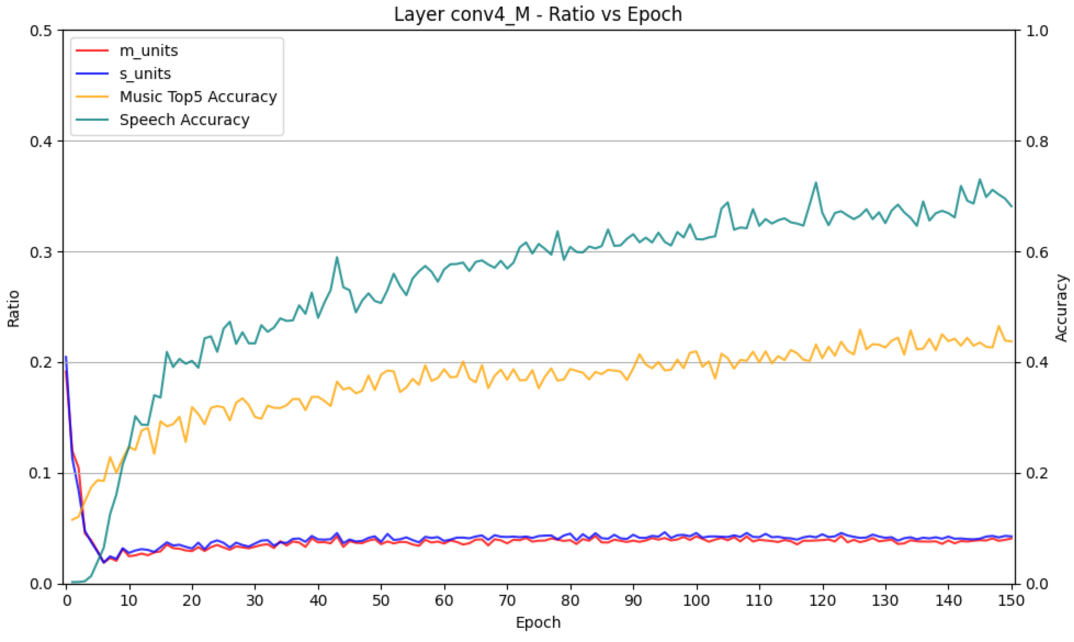 Layer conv4_M - Ratio vs Epoch
m_units
s_units
Music Top5 Accuracy
Speech Accuracy
Ratio
0.5
0.4
0.3
0.2
0.1
0.0
1.0
0.8
0.6
0.4
0.2
0.0
Accuracy
0 10 20 30 40 50 60 70 80 90 100 110 120 130 140 150
Epoch